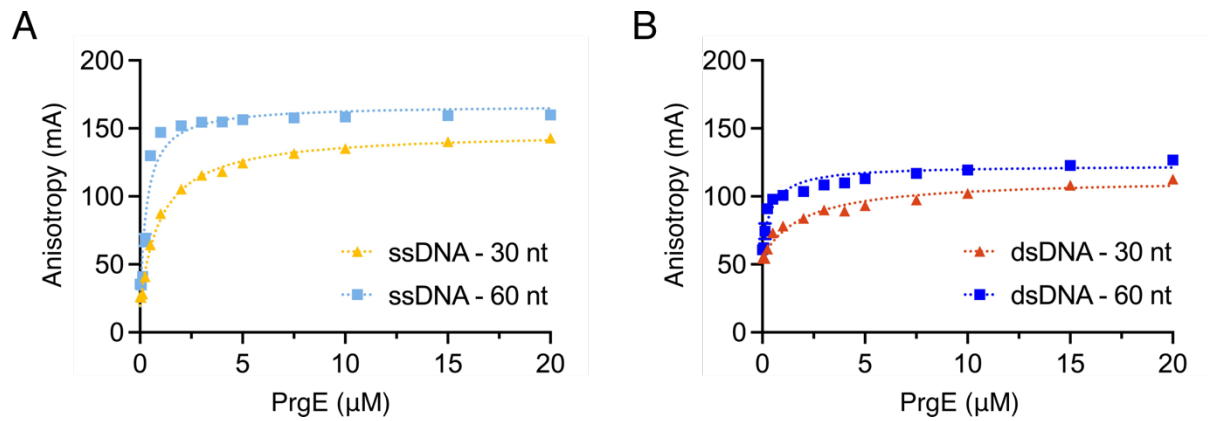 A
200
150
100
50
0
Anisotropy (mA)
ssDNA - 30 nt
ssDNA - 60 nt
0
5
10
15
20
PrgE (µM)
B
200
150
100
50
0
Anisotropy (mA)
dsDNA - 30 nt
dsDNA - 60 nt
0
5
10
15
20
PrgE (µM)